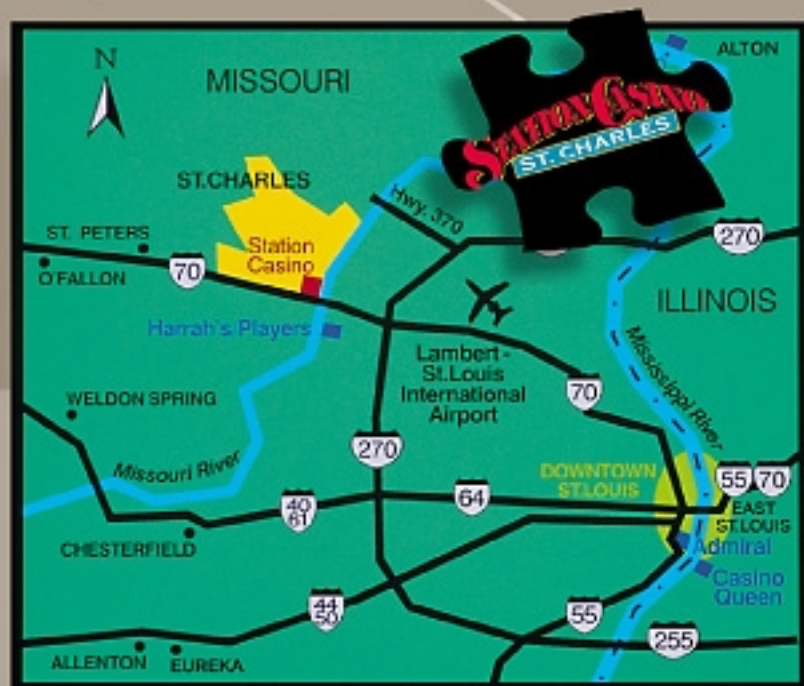 N
MISSOURI
ALTON
STATION CASINO
ST. CHARLES
ST.CHARLES
Hwy. 370
270
ST. PETERS
Station
Casino
O'FALLON
70
ILLINOIS
Harrah's Players
Lambert-
St.Louis
International
Airport
Mississippi River
70
WELDON SPRING
270
Missouri River
DOWNTOWN
ST.LOUIS
55 70
40
61
64
EAST
ST.LOUIS
CHESTERFIELD
Admiral
Casino
Queen
44
50
55
255
ALLENTON
EUREKA